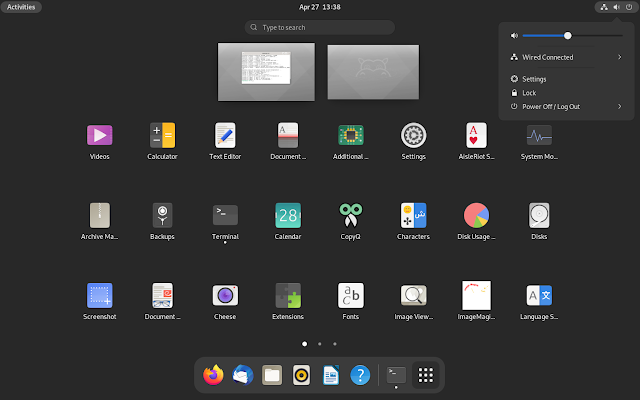 Activities
Apr 27 13:38
Type to search
Wired Connected
Settings
Lock
Power Off / Log Out
Videos
Calculator
Text Editor
Document ...
Additional ...
Settings
AisleRiot S...
System Mo...
Archive Ma...
Backups
Terminal
28
Calendar
CopyQ
Characters
Disk Usage ...
Disks
Screenshot
Document ...
Cheese
Extensions
abc
Fonts
Image View...
ImageMagi...
Language S...